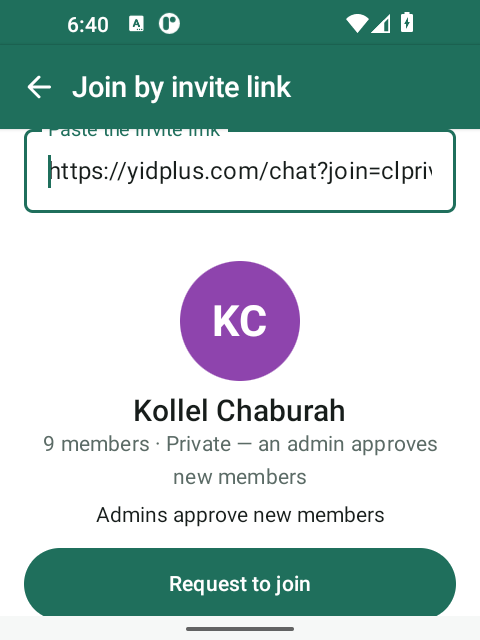 6:40
A
Join by invite link
Paste the invite link
https://yidplus.com/chat?join=clpriv
KC
Kollel Chaburah
9 members · Private — an admin approves
new members
Admins approve new members
Request to join